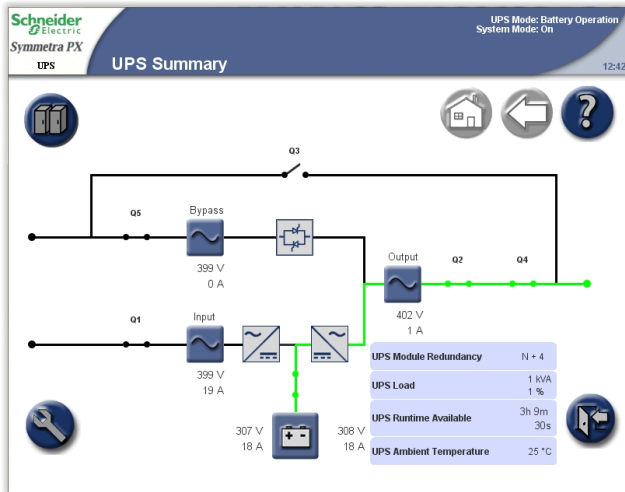 Schneider
Electric
Symmetra PX
UPS
UPS Summary
UPS Mode: Battery Operation
System Mode: On
12:42
?
Q3
Q5
Bypass
399 V
0 A
Output
402 V
1 A
Q2
Q4
Q1
Input
399 V
19 A
307 V
18 A
308 V
18 A
UPS Module Redundancy N + 4
UPS Load 1 kVA
1 %
UPS Runtime Available 3h 9m
30s
UPS Ambient Temperature 25 °C